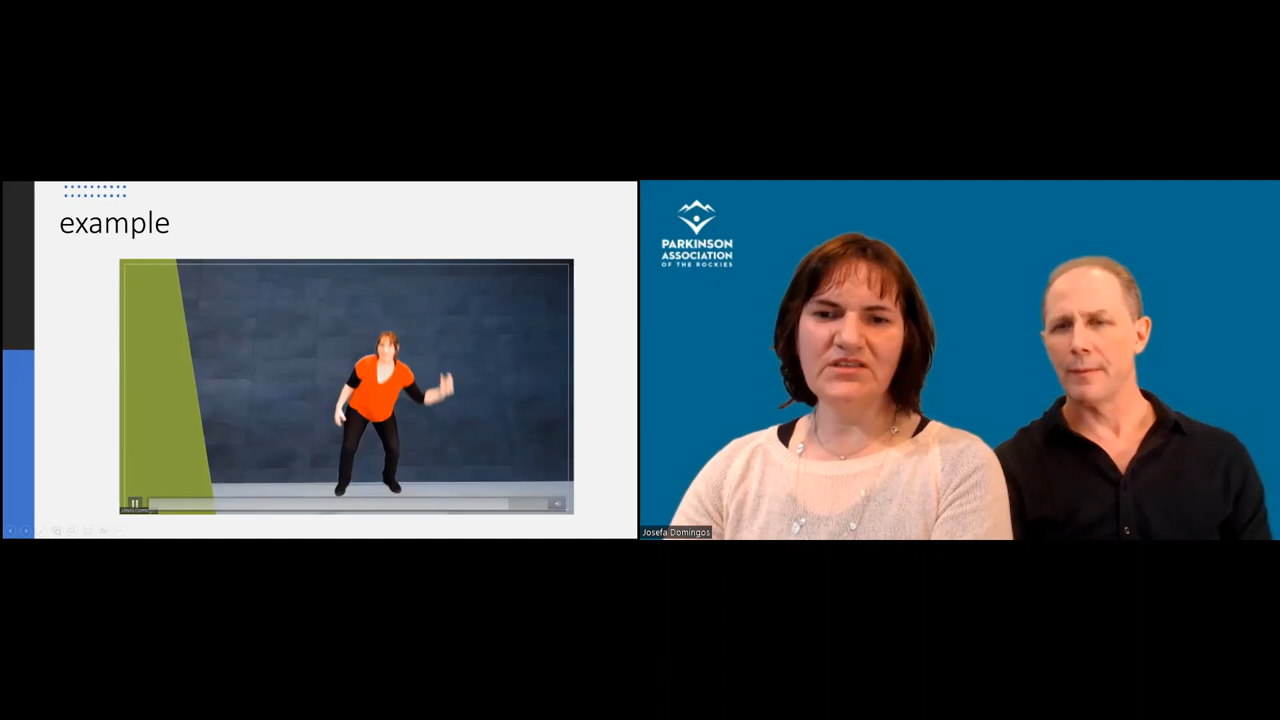 example
PARKINSON
ASSOCIATION
OF THE ROCKIES
Josefa Domingos